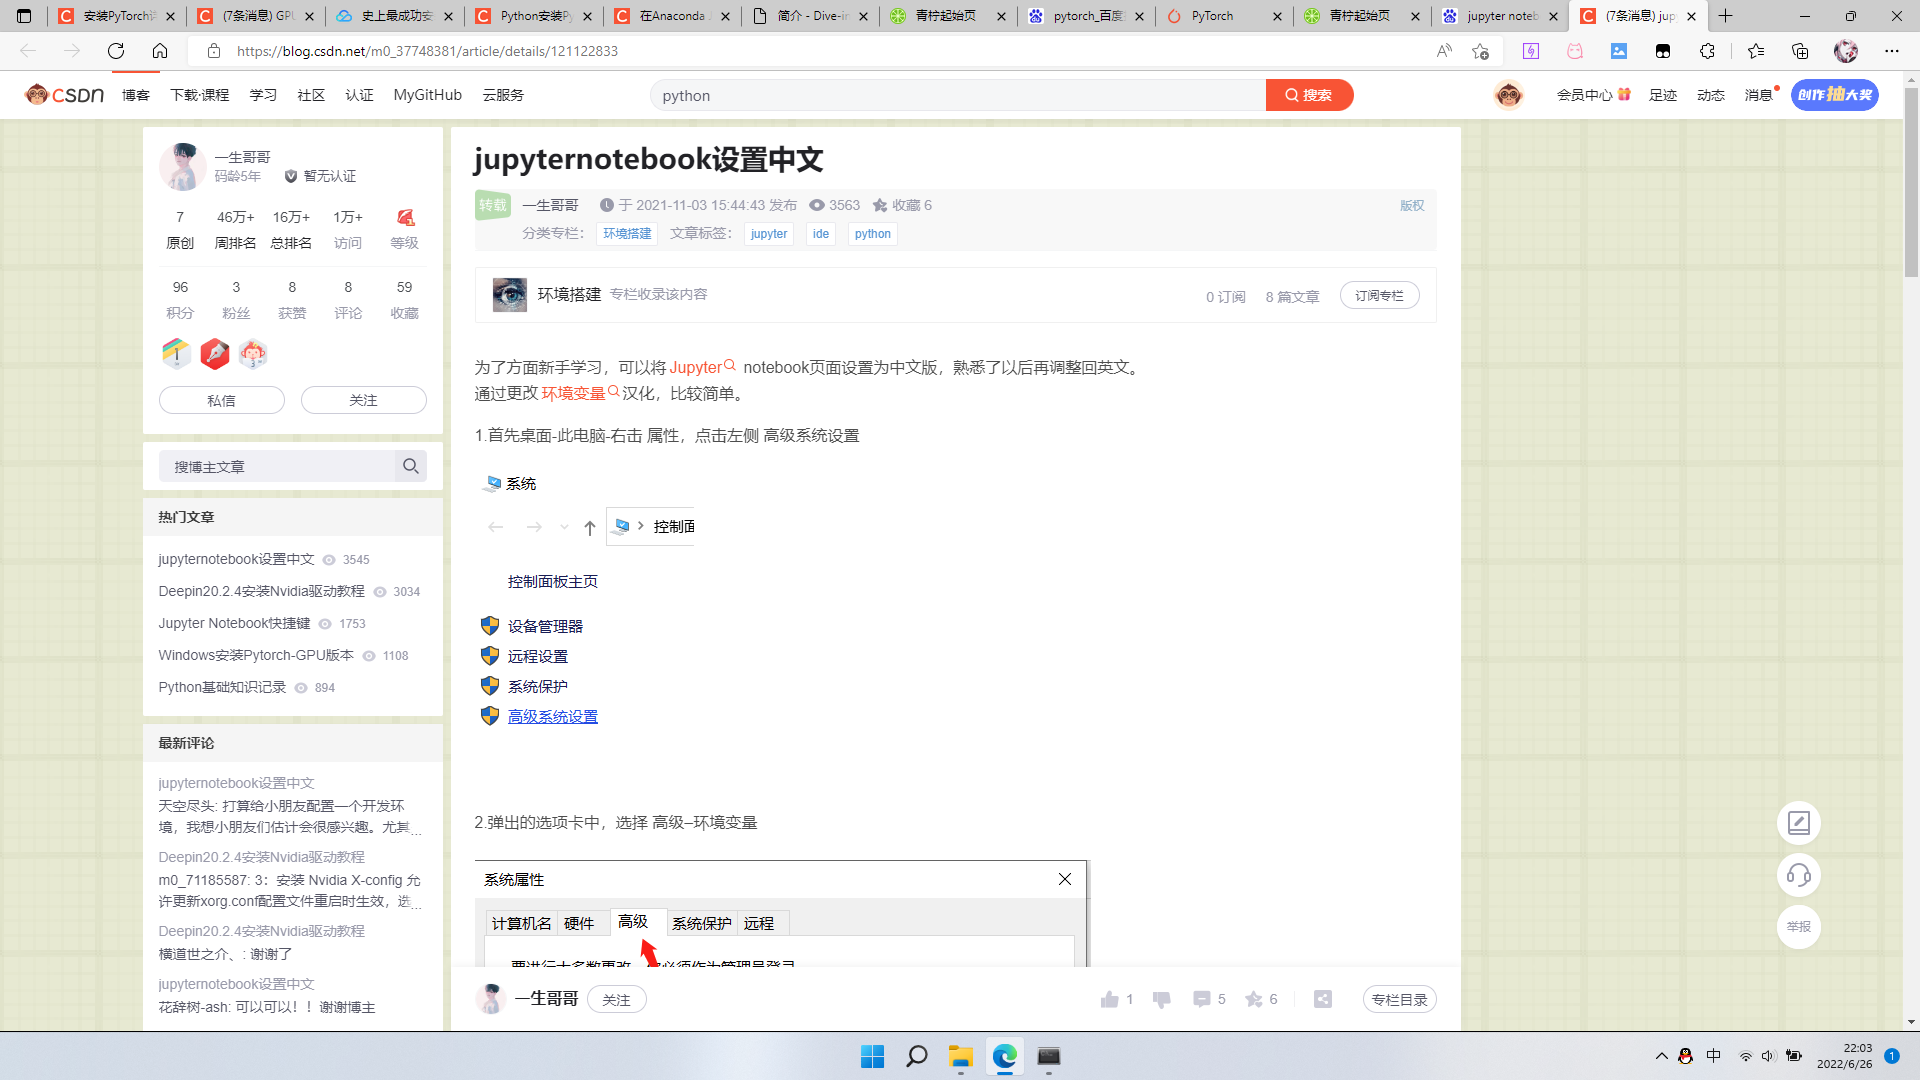 安装PyTorch详
(7条消息) GPU
史上最成功安
Python安装Py
在Anaconda
简介 - Dive-in
青柠起始页
pytorch_百度
PyTorch
青柠起始页
jupyter noteb
(7条消息) jup
https://blog.csdn.net/m0_37748381/article/details/121122833
CSDN 博客 下载·课程 学习 社区 认证 MyGitHub 云服务
python
搜索
会员中心 足迹 动态 消息 创作抽大奖
一生哥哥
码龄5年 暂无认证
7 46万+ 16万+ 1万+
原创 周排名 总排名 访问 等级
96 3 8 8 59
积分 粉丝 获赞 评论 收藏
私信 关注
搜博主文章
热门文章
jupyternotebook设置中文 3545
Deepin20.2.4安装Nvidia驱动教程 3034
Jupyter Notebook快捷键 1753
Windows安装Pytorch-GPU版本 1108
Python基础知识记录 894
最新评论
jupyternotebook设置中文
天空尽头: 打算给小朋友配置一个开发环
境，我想小朋友们估计会很感兴趣。尤其...
Deepin20.2.4安装Nvidia驱动教程
m0_71185587: 3：安装 Nvidia X-config 允
许更新xorg.conf配置文件重启时生效，选...
Deepin20.2.4安装Nvidia驱动教程
横道世之介、: 谢谢了
jupyternotebook设置中文
花辞树-ash: 可以可以！！谢谢博主
jupyternotebook设置中文
转载 一生哥哥 于 2021-11-03 15:44:43 发布 3563 收藏 6 版权
分类专栏： 环境搭建 文章标签： jupyter ide python
环境搭建 专栏收录该内容 0 订阅 8 篇文章 订阅专栏
为了方面新手学习，可以将 Jupyter notebook页面设置为中文版，熟悉了以后再调整回英文。
通过更改 环境变量 汉化，比较简单。
1.首先桌面-此电脑-右击 属性，点击左侧 高级系统设置
系统
控制面
控制面板主页
设备管理器
远程设置
系统保护
高级系统设置
2.弹出的选项卡中，选择 高级–环境变量
系统属性
计算机名 硬件 高级 系统保护 远程
一生哥哥 关注 1 5 6 专栏目录
举报
中
22:03
2022/6/26
1